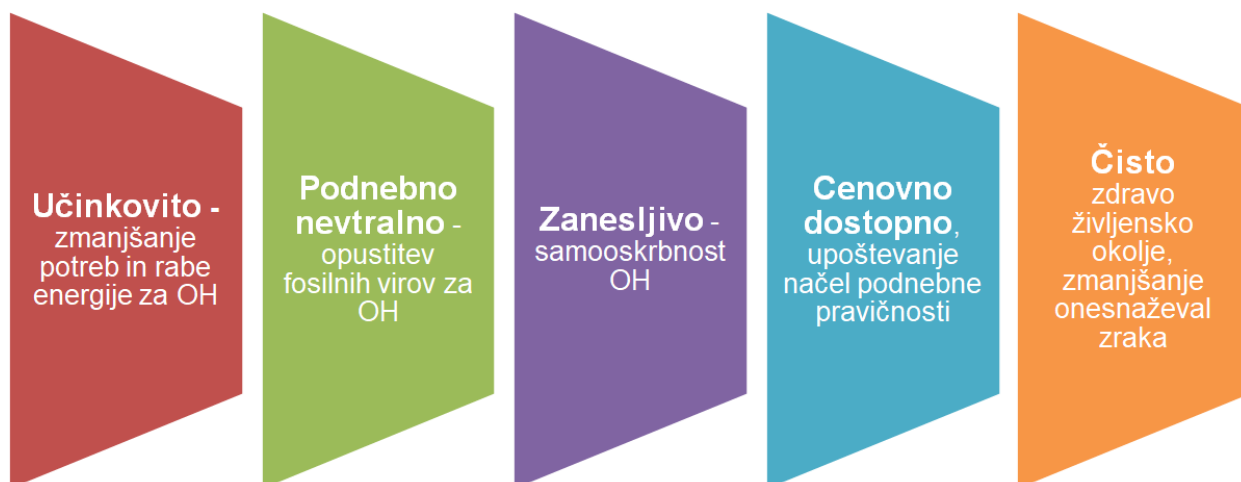 Učinkovito -
zmanjšanje
potreb in rabe
energije za OH
Podnebno
nevtralno -
opustitev
fosilnih virov za
OH
Zanesljivo -
samooskrbnost
OH
Cenovno
dostopno,
upoštevanje
načel podnebne
pravičnosti
Čisto
zdravo
življensko
okolje,
zmanjšanje
onesnaževal
zraka